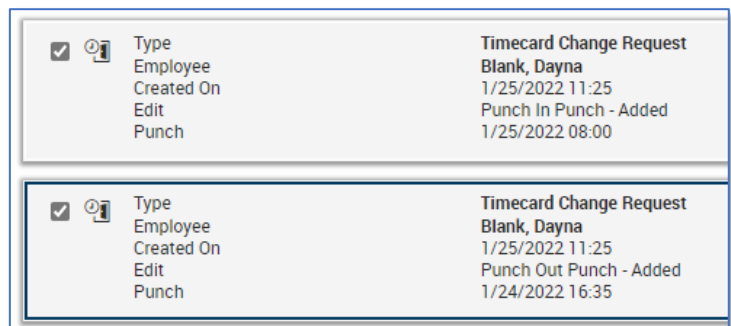 Type Timecard Change Request
Employee Blank, Dayna
Created On 1/25/2022 11:25
Edit Punch In Punch - Added
Punch 1/25/2022 08:00
Type Timecard Change Request
Employee Blank, Dayna
Created On 1/25/2022 11:25
Edit Punch Out Punch - Added
Punch 1/24/2022 16:35